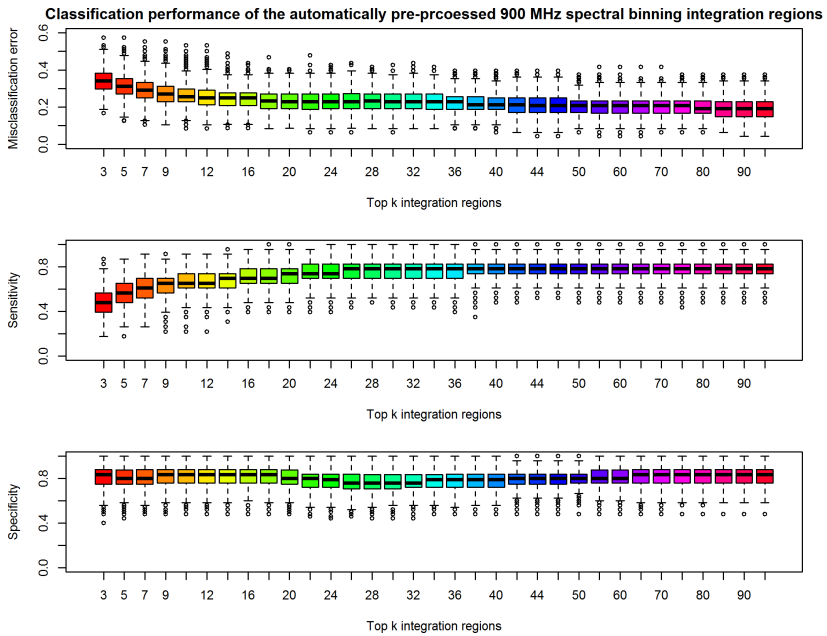 Classification performance of the automatically pre-prcoessed 900 MHz spectral binning integration regions
Misclassification error
0.0 0.2 0.4 0.6
3 5 7 9 12 16 20 24 28 32 36 40 44 50 60 70 80 90
Top k integration regions
Sensitivity
0.0 0.4 0.8
3 5 7 9 12 16 20 24 28 32 36 40 44 50 60 70 80 90
Top k integration regions
Specificity
0.0 0.4 0.8
3 5 7 9 12 16 20 24 28 32 36 40 44 50 60 70 80 90
Top k integration regions